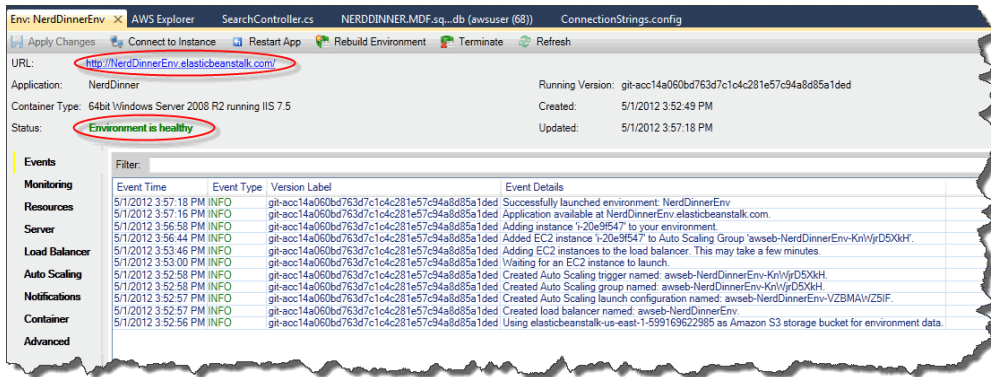 Env: NerdDinnerEnv × AWS Explorer SearchController.cs NERDDINNER.MDF.sq...db (awsuser (68)) ConnectionStrings.config
Apply Changes Connect to Instance Restart App Rebuild Environment Terminate Refresh
URL: http://NerdDinnerEnv.elasticbeanstalk.com/
Application: NerdDinner Running Version: git-acc14a060bd763d7c1c4c281e57c94a8d85a1ded
Container Type: 64bit Windows Server 2008 R2 running IIS 7.5 Created: 5/1/2012 3:52:49 PM
Status: Environment is healthy Updated: 5/1/2012 3:57:18 PM
Events
Monitoring
Resources
Server
Load Balancer
Auto Scaling
Notifications
Container
Advanced
Filter:
Event Time Event Type Version Label Event Details
5/1/2012 3:57:18 PM INFO git-acc14a060bd763d7c1c4c281e57c94a8d85a1ded Successfully launched environment: NerdDinnerEnv
5/1/2012 3:57:16 PM INFO git-acc14a060bd763d7c1c4c281e57c94a8d85a1ded Application available at NerdDinnerEnv.elasticbeanstalk.com.
5/1/2012 3:56:58 PM INFO git-acc14a060bd763d7c1c4c281e57c94a8d85a1ded Adding instance 'i-20e9f547' to your environment.
5/1/2012 3:56:44 PM INFO git-acc14a060bd763d7c1c4c281e57c94a8d85a1ded Added EC2 instance 'i-20e9f547' to Auto Scaling Group 'awseb-NerdDinnerEnv-KnWjrD5XkH'.
5/1/2012 3:53:46 PM INFO git-acc14a060bd763d7c1c4c281e57c94a8d85a1ded Adding EC2 instances to the load balancer. This may take a few minutes.
5/1/2012 3:53:00 PM INFO git-acc14a060bd763d7c1c4c281e57c94a8d85a1ded Waiting for an EC2 instance to launch.
5/1/2012 3:52:58 PM INFO git-acc14a060bd763d7c1c4c281e57c94a8d85a1ded Created Auto Scaling trigger named: awseb-NerdDinnerEnv-KnWjrD5XkH.
5/1/2012 3:52:58 PM INFO git-acc14a060bd763d7c1c4c281e57c94a8d85a1ded Created Auto Scaling group named: awseb-NerdDinnerEnv-KnWjrD5XkH.
5/1/2012 3:52:57 PM INFO git-acc14a060bd763d7c1c4c281e57c94a8d85a1ded Created Auto Scaling launch configuration named: awseb-NerdDinnerEnv-VZBMAWZ5IF.
5/1/2012 3:52:57 PM INFO git-acc14a060bd763d7c1c4c281e57c94a8d85a1ded Created load balancer named: awseb-NerdDinnerEnv.
5/1/2012 3:52:56 PM INFO git-acc14a060bd763d7c1c4c281e57c94a8d85a1ded Using elasticbeanstalk-us-east-1-599169622985 as Amazon S3 storage bucket for environment data.